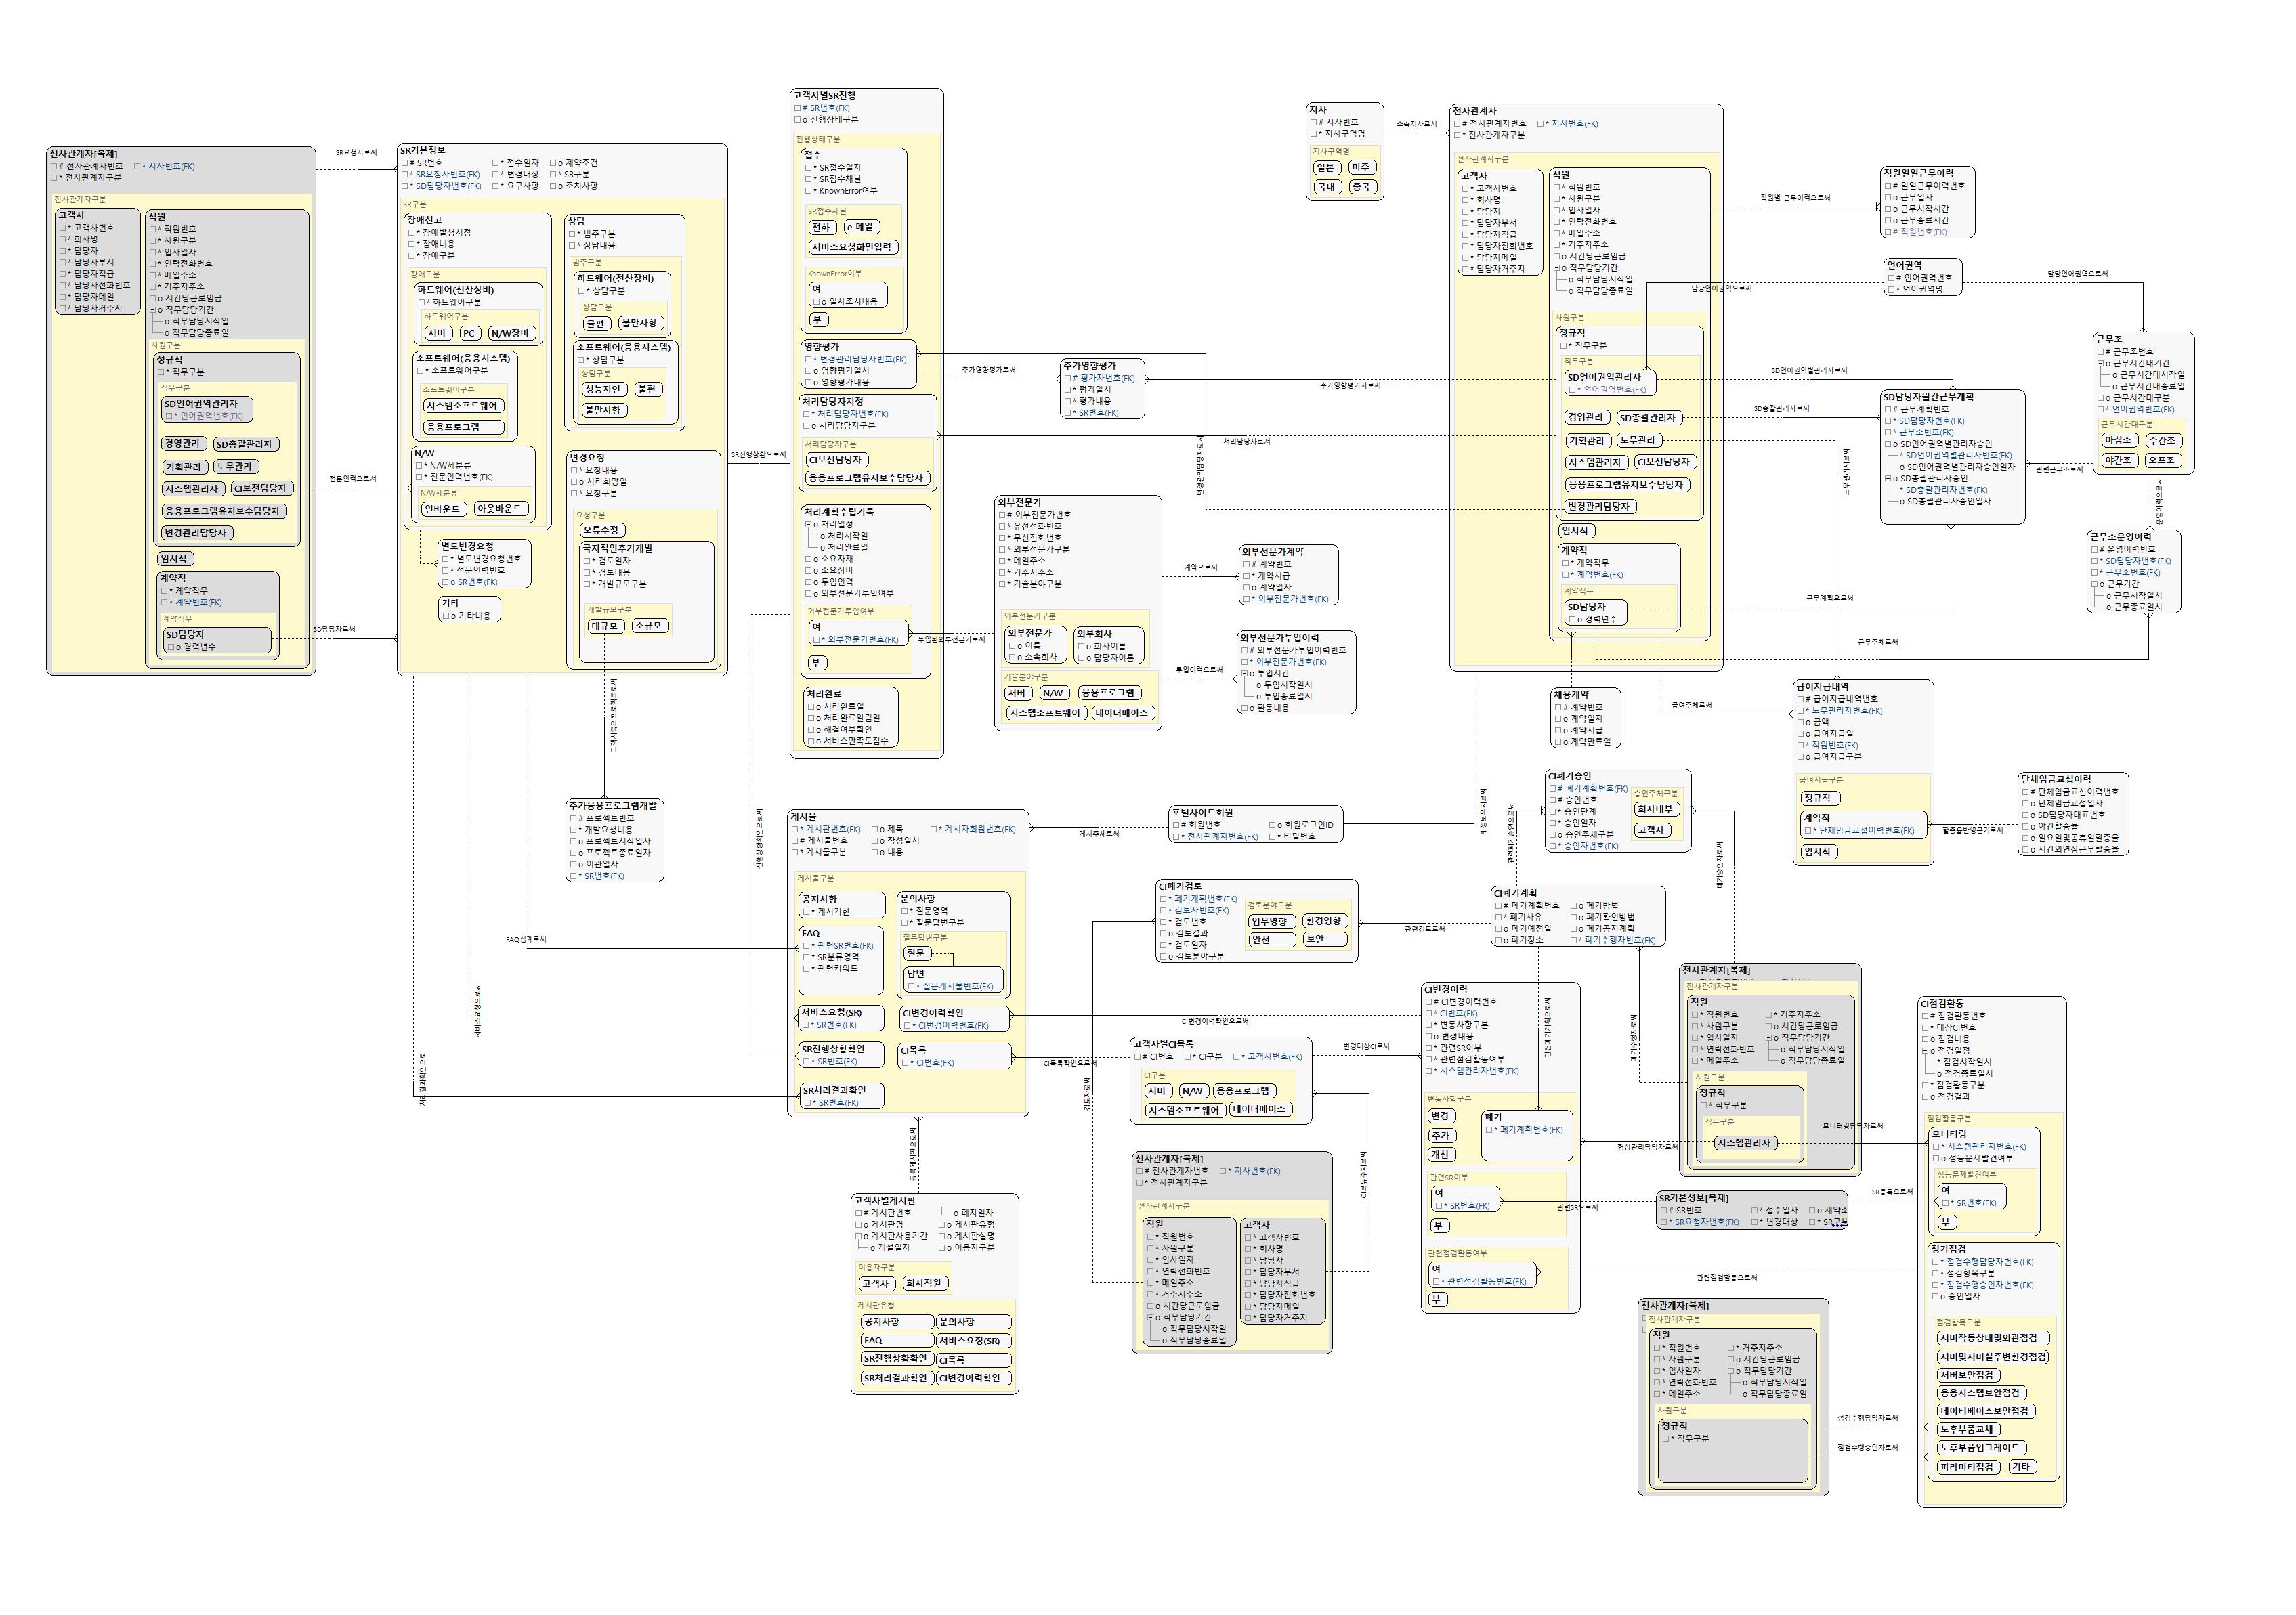 전사관계자[복제]
# 전사관계자번호
* 지사번호(FK)
* 전사관계자구분
전사관계자구분
고객사
* 고객사번호
* 회사명
* 담당자
* 담당자부서
* 담당자직급
* 담당자전화번호
* 담당자메일
* 담당자거주지
직원
* 직원번호
* 사원구분
* 입사일자
* 연락전화번호
* 메일주소
* 거주지주소
o 시간당근로임금
o 직무담당기간
o 직무담당시작일
o 직무담당종료일
사원구분
정규직
* 직무구분
직무구분
SD언어권역관리자
* 언어권역번호(FK)
경영관리
SD총괄관리자
기획관리
노무관리
시스템관리자
CI보전담당자
응용프로그램유지보수담당자
변경관리담당자
임시직
계약직
* 계약직무
* 계약번호(FK)
계약직무
SD담당자
o 경력년수
SR요청자로써
전문인력으로서
SD담당자로써
SR기본정보
# SR번호
* SR요청자번호(FK)
* SD담당자번호(FK)
* 접수일자
* 변경대상
* 요구사항
o 제약조건
* SR구분
o 조치사항
SR구분
장애신고
* 장애발생시점
* 장애내용
* 장애구분
장애구분
하드웨어(전산장비)
* 하드웨어구분
하드웨어구분
서버
PC
N/W장비
소프트웨어(응용시스템)
* 소프트웨어구분
소프트웨어구분
시스템소프트웨어
응용프로그램
N/W
* N/W세분류
* 전문인력번호(FK)
N/W세분류
인바운드
아웃바운드
별도변경요청
* 별도변경요청번호
* 전문인력번호
o SR번호(FK)
기타
o 기타내용
상담
* 범주구분
* 상담내용
범주구분
하드웨어(전산장비)
* 상담구분
상담구분
불편
불만사항
소프트웨어(응용시스템)
* 상담구분
상담구분
성능지연
불편
불만사항
변경요청
* 요청내용
o 처리희망일
* 요청구분
요청구분
오류수정
국지적인추가개발
* 검토일자
* 검토내용
* 개발규모구분
개발규모구분
대규모
소규모
SR진행상황으로
추가응용프로그램개발
# 프로젝트번호
* 개발요청내용
o 프로젝트시작일자
o 프로젝트종료일자
o 이관일자
* SR번호(FK)
고객사별SR진행
# SR번호(FK)
o 진행상태구분
진행상태구분
접수
* SR접수일자
* SR접수채널
* KnownError여부
SR접수채널
전화
e-메일
서비스요청화면입력
KnownError여부
여
o 일자조치내용
부
영향평가
* 변경관리담당자번호(FK)
o 영향평가일시
o 영향평가내용
처리담당자지정
* 처리담당자번호(FK)
o 처리담당자구분
처리담당자구분
CI보전담당자
응용프로그램유지보수담당자
처리계획수립기록
o 처리일정
o 처리시작일
o 처리완료일
o 소요자재
o 소요장비
o 투입인력
o 외부전문가투입여부
외부전문가투입여부
여
* 외부전문가번호(FK)
부
처리완료
o 처리완료일
o 처리완료알림일
o 해결여부확인
o 서비스만족도점수
추가영향평가로써
추가영향평가
# 평가자번호(FK)
* 평가일시
* 평가내용
* SR번호(FK)
추가영향평가자로써
처리담당자로서
변경관리담당자로서
투입된외부전문가로써
외부전문가
# 외부전문가번호
* 유선전화번호
* 무선전화번호
* 외부전문가구분
* 메일주소
* 거주지주소
* 기술분야구분
외부전문가구분
외부전문가
o 이름
o 소속회사
외부회사
o 회사이름
o 담당자이름
기술분야구분
서버
N/W
응용프로그램
시스템소프트웨어
데이터베이스
계약으로써
외부전문가계약
# 계약번호
* 계약시급
o 계약일자
* 외부전문가번호(FK)
투입이력으로써
외부전문가투입이력
# 외부전문가투입이력번호
* 외부전문가번호(FK)
o 투입시간
o 투입시작일시
o 투입종료일시
o 활동내용
지사
# 지사번호
* 지사구역명
지사구역명
일본
미주
국내
중국
소속지사로서
전사관계자
# 전사관계자번호
* 지사번호(FK)
* 전사관계자구분
전사관계자구분
고객사
* 고객사번호
* 회사명
* 담당자
* 담당자부서
* 담당자직급
* 담당자전화번호
* 담당자메일
* 담당자거주지
직원
* 직원번호
* 사원구분
* 입사일자
* 연락전화번호
* 메일주소
* 거주지주소
o 시간당근로임금
o 직무담당기간
o 직무담당시작일
o 직무담당종료일
사원구분
정규직
* 직무구분
직무구분
SD언어권역관리자
* 언어권역번호(FK)
경영관리
SD총괄관리자
기획관리
노무관리
시스템관리자
CI보전담당자
응용프로그램유지보수담당자
변경관리담당자
임시직
계약직
* 계약직무
* 계약번호(FK)
계약직무
SD담당자
o 경력년수
채용계약
# 계약번호
o 계약일자
o 계약시급
o 계약만료일
직원별 근무이력으로써
직원일일근무이력
# 일일근무이력번호
o 근무일자
o 근무시작시간
o 근무종료시간
# 직원번호(FK)
언어권역
# 언어권역번호
* 언어권역명
담망언어권역으로써
담망언어권역으로써
근무조
# 근무조번호
o 근무시간대기간
o 근무시간대시작일
o 근무시간대종료일
o 근무시간대구분
* 언어권역번호(FK)
근무시간대구분
아침조
주간조
야간조
오프조
SD언어권역별관리자로써
SD총괄관리자로써
노무관리자로써
SD담당자월간근무계획
# 근무계획번호
* SD담당자번호(FK)
* 근무조번호(FK)
o SD언어권역별관리자승인
* SD언어권역별관리자번호(FK)
o SD언어권역별관리자승인일자
o SD총괄관리자승인
* SD총괄관리자번호(FK)
o SD총괄관리자승인일자
관련근무조로써
운영이력으로써
근무조운영이력
# 운영이력번호
* SD담당자번호(FK)
* 근무조번호(FK)
o 근무기간
o 근무시작일시
o 근무종료일시
근무계획으로써
근무주체로써
급여주체로써
급여지급내역
# 급여지급내역번호
* 노무관리자번호(FK)
o 금액
o 급여지급일
* 직원번호(FK)
o 급여지급구분
급여지급구분
정규직
계약직
* 단체임금교섭이력번호(FK)
임시직
할증율반영근거로써
단체임금교섭이력
# 단체임금교섭이력번호
o 단체임금교섭일자
o SD담당자대표번호
o 야간할증율
o 일요일및공휴일할증율
o 시간외연장근무할증율
게시물
* 게시판번호(FK)
# 게시물번호
* 게시물구분
o 제목
o 작성일시
o 내용
* 게시자회원번호(FK)
게시물구분
공지사항
* 게시기한
FAQ
* 관련SR번호(FK)
* SR분류영역
* 관련키워드
문의사항
* 질문영역
* 질문답변구분
질문답변구분
질문
답변
* 질문게시물번호(FK)
서비스요청(SR)
* SR번호(FK)
CI변경이력확인
* CI변경이력번호(FK)
SR진행상황확인
* SR번호(FK)
CI목록
* CI번호(FK)
SR처리결과확인
* SR번호(FK)
FAQ집계로써
서비스요청으로써
처리결과확인으로
진행상황확인으로써
게시주체로써
포털사이트회원
# 회원번호
* 전사관계자번호(FK)
o 회원로그인ID
* 비밀번호
계정보유자로써
등록게시판으로써
고객사별게시판
# 게시판번호
o 게시판명
o 게시판사용기간
o 개설일자
o 폐지일자
o 게시판유형
o 게시판설명
o 이용자구분
이용자구분
고객사
회사직원
게시판유형
공지사항
문의사항
FAQ
서비스요청(SR)
SR진행상황확인
CI목록
SR처리결과확인
CI변경이력확인
CI폐기검토
* 폐기계획번호(FK)
* 검토자번호(FK)
* 검토번호
o 검토결과
* 검토일자
o 검토분야구분
검토분야구분
업무영향
환경영향
안전
보안
관련검토로써
검토자로써
CI폐기승인
# 폐기계획번호(FK)
# 승인번호
* 승인단계
* 승인일자
o 승인주체구분
* 승인자번호(FK)
승인주체구분
회사내부
고객사
관련폐기승인으로써
폐기승인자로써
CI폐기계획
# 폐기계획번호
* 폐기사유
o 폐기예정일
o 폐기장소
o 폐기방법
o 폐기확인방법
o 폐기공지계획
* 폐기수행자번호(FK)
관련폐기계획으로써
폐기수행자로써
CI변경이력확인으로써
CI목록확인으로써
고객사별CI목록
# CI번호
* CI구분
* 고객사번호(FK)
CI구분
서버
N/W
응용프로그램
시스템소프트웨어
데이터베이스
변경대상CI로써
CI보유주체로써
전사관계자[복제]
# 전사관계자번호
* 지사번호(FK)
* 전사관계자구분
전사관계자구분
직원
* 직원번호
* 사원구분
* 입사일자
* 연락전화번호
* 메일주소
* 거주지주소
o 시간당근로임금
o 직무담당기간
o 직무담당시작일
o 직무담당종료일
고객사
* 고객사번호
* 회사명
* 담당자
* 담당자부서
* 담당자직급
* 담당자전화번호
* 담당자메일
* 담당자거주지
CI변경이력
# CI변경이력번호
* CI번호(FK)
* 변동사항구분
o 변경내용
* 관련SR여부
* 관련점검활동여부
* 시스템관리자번호(FK)
변동사항구분
변경
추가
개선
폐기
* 폐기계획번호(FK)
관련SR여부
여
* SR번호(FK)
부
관련점검활동여부
여
* 관련점검활동번호(FK)
부
형상관리담당자로써
관련SR으로써
관련점검활동으로써
전사관계자[복제]
전사관계자구분
직원
* 직원번호
* 사원구분
* 입사일자
* 연락전화번호
* 메일주소
* 거주지주소
o 시간당근로임금
o 직무담당기간
o 직무담당시작일
o 직무담당종료일
사원구분
정규직
* 직무구분
직무구분
시스템관리자
모니터링담당자로써
SR기본정보[복제]
# SR번호
* SR요청자번호(FK)
* 접수일자
* 변경대상
o 제약조
* SR구분
SR등록으로써
전사관계자[복제]
전사관계자구분
직원
* 직원번호
* 사원구분
* 입사일자
* 연락전화번호
* 메일주소
* 거주지주소
o 시간당근로임금
o 직무담당기간
o 직무담당시작일
o 직무담당종료일
사원구분
정규직
* 직무구분
점검수행담당자로써
점검수행승인자로써
CI점검활동
# 점검활동번호
* 대상CI번호
o 점검내용
o 점검일정
* 점검시작일시
o 점검종료일시
* 점검활동구분
o 점검결과
점검활동구분
모니터링
* 시스템관리자번호(FK)
o 성능문제발견여부
성능문제발견여부
여
* SR번호(FK)
부
정기점검
* 점검수행담당자번호(FK)
* 점검항목구분
* 점검수행승인자번호(FK)
o 승인일자
점검항목구분
서버작동상태및외관점검
서버및서버실주변환경점검
서버보안점검
응용시스템보안점검
데이터베이스보안점검
노후부품교체
노후부품업그레이드
파라미터점검
기타